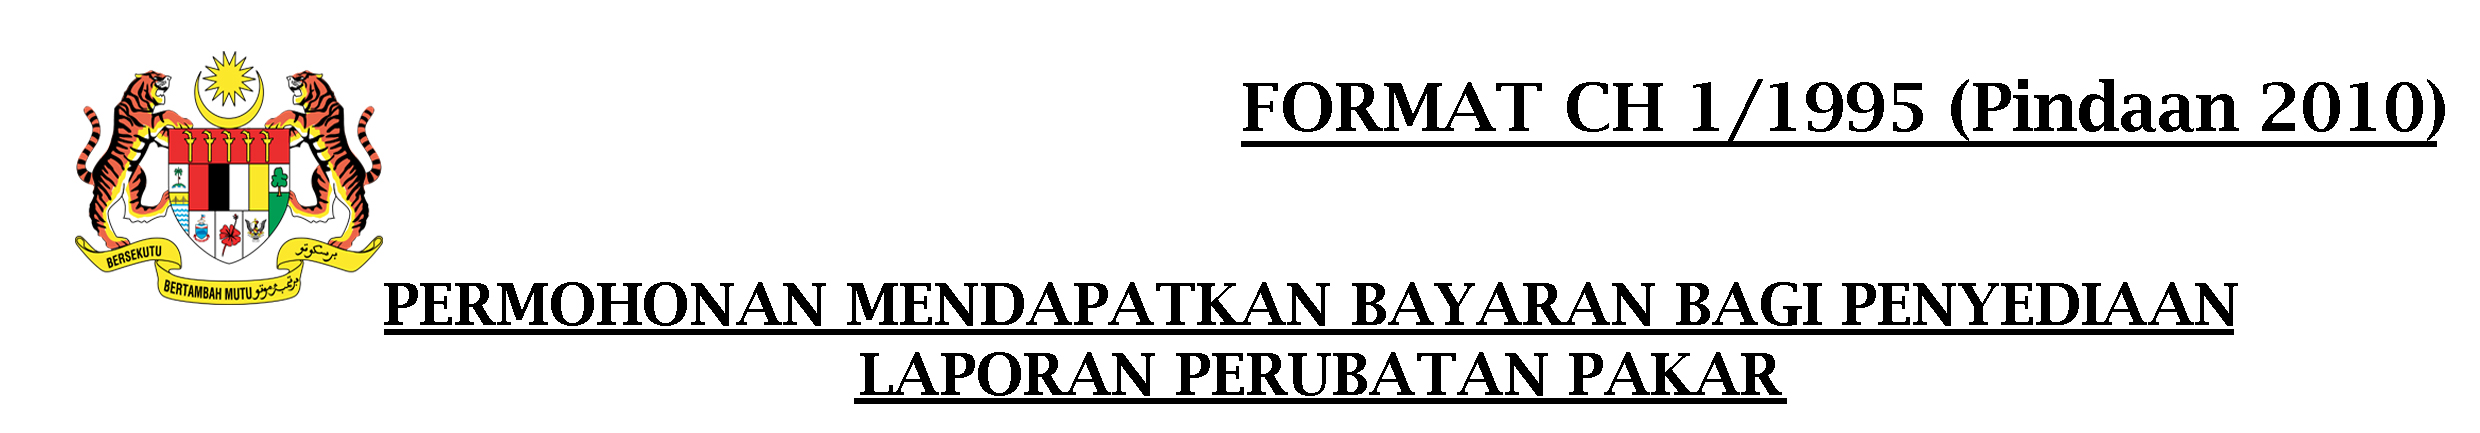 FORMAT CH 1/1995 (Pindaan 2010)
BERSEKUTU
برسكوتو
BERTAMBAH MUTU برتمبه موتو
PERMOHONAN MENDAPATKAN BAYARAN BAGI PENYEDIAAN
LAPORAN PERUBATAN PAKAR